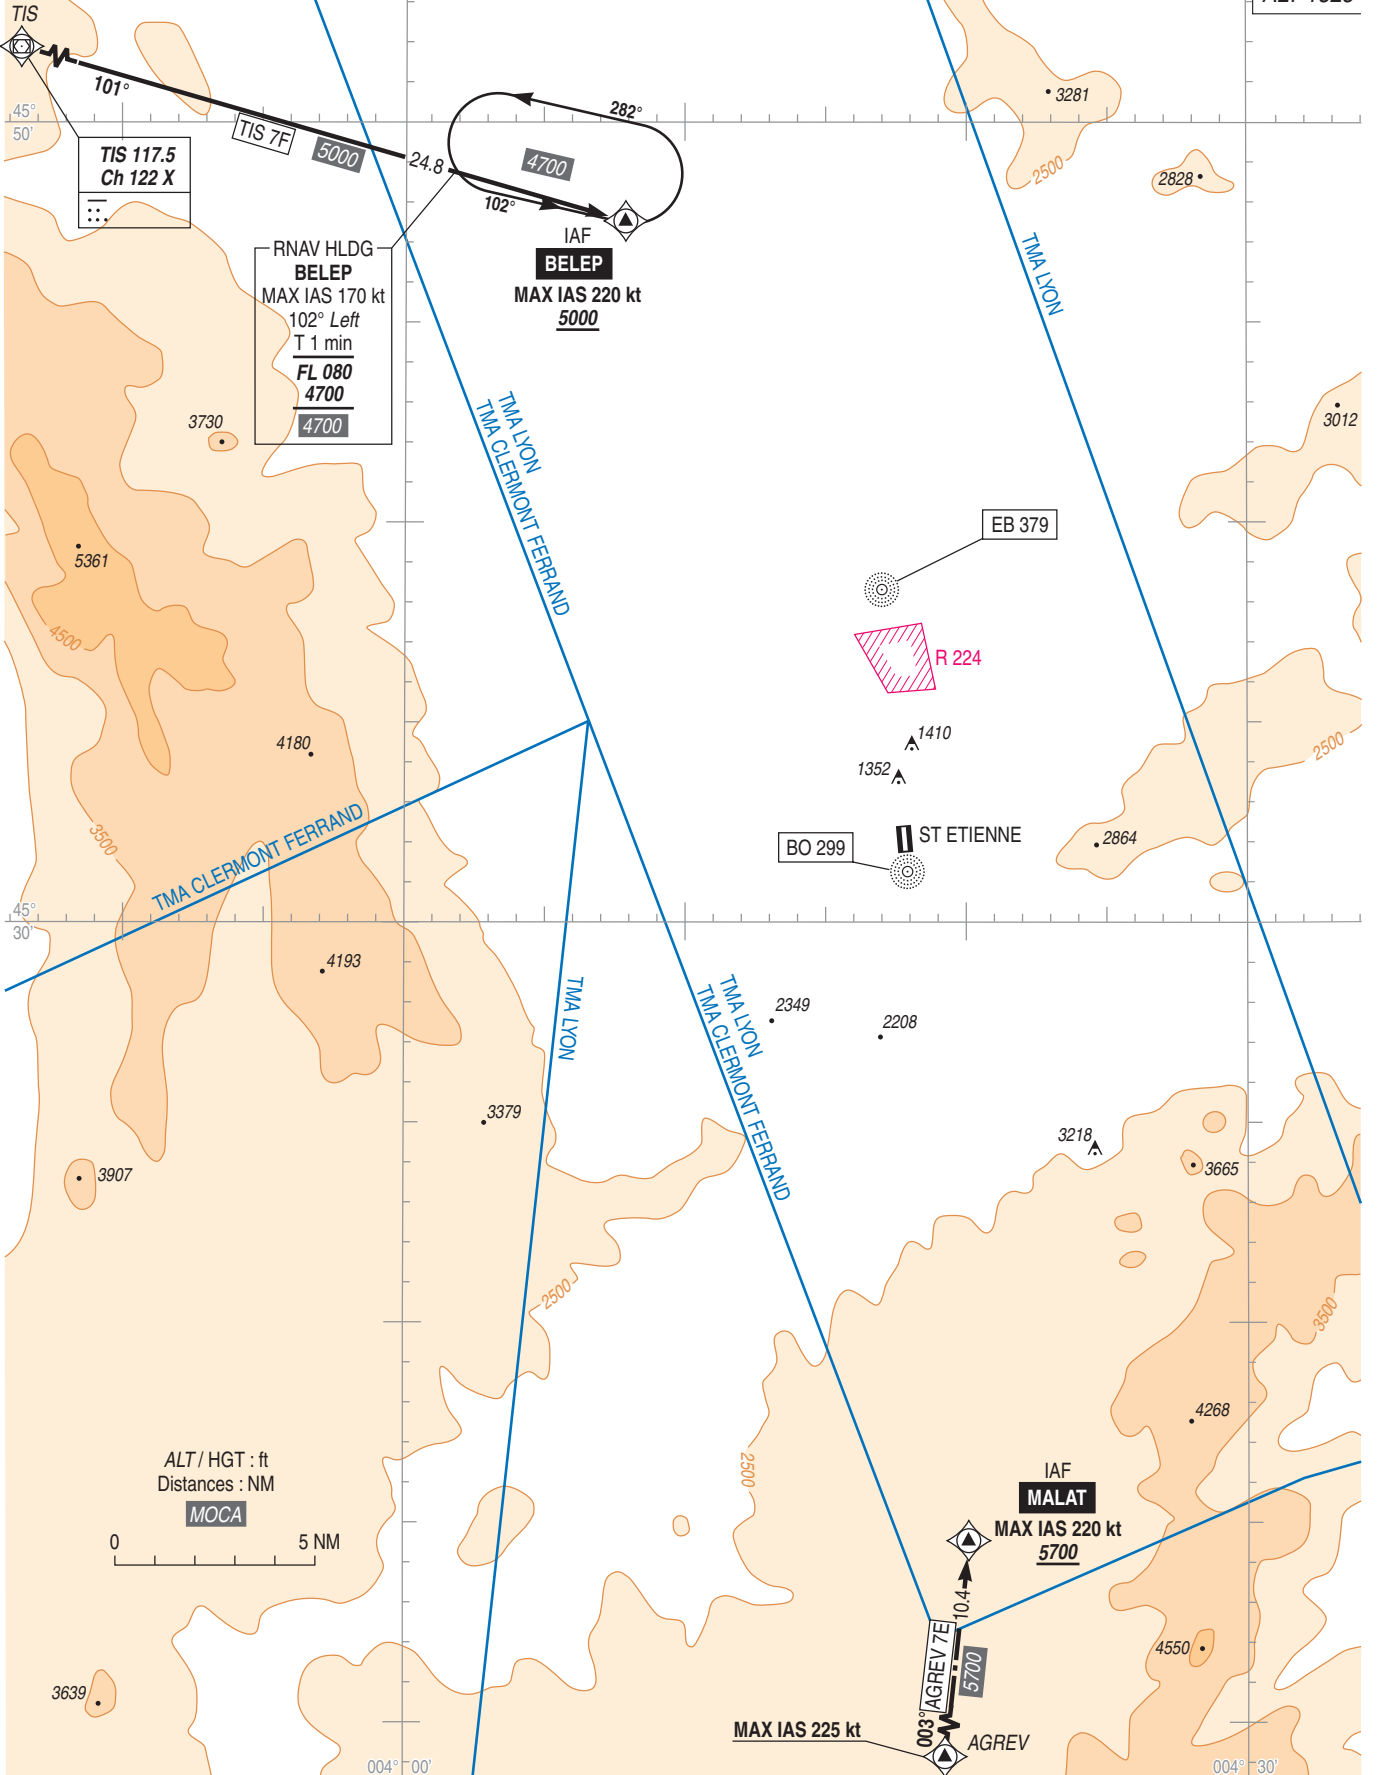 TIS
101°
TIS 7F
5000
24.8
282°
4700
102°
3281
2500
2828
45°
50'
TIS 117.5
Ch 122 X
IAF
BELEP
MAX IAS 220 kt
5000
RNAV HLDG
BELEP
MAX IAS 170 kt
102° Left
T 1 min
FL 080
4700
4700
TMA LYON
3730
TMA LYON
TMA CLERMONT FERRAND
3012
EB 379
5361
4500
R 224
4180
1410
1352
2500
3500
TMA CLERMONT FERRAND
BO 299
ST ETIENNE
2864
45°
30'
4193
TMA LYON
TMA LYON
TMA CLERMONT FERRAND
2349
2208
3379
3218
3907
3665
2500
3500
4268
ALT / HGT : ft
Distances : NM
MOCA
0 5 NM
2500
IAF
MALAT
MAX IAS 220 kt
5700
10.4
AGREV 7E
5700
003°
4550
3639
MAX IAS 225 kt
AGREV
004° 00'
004° 30'